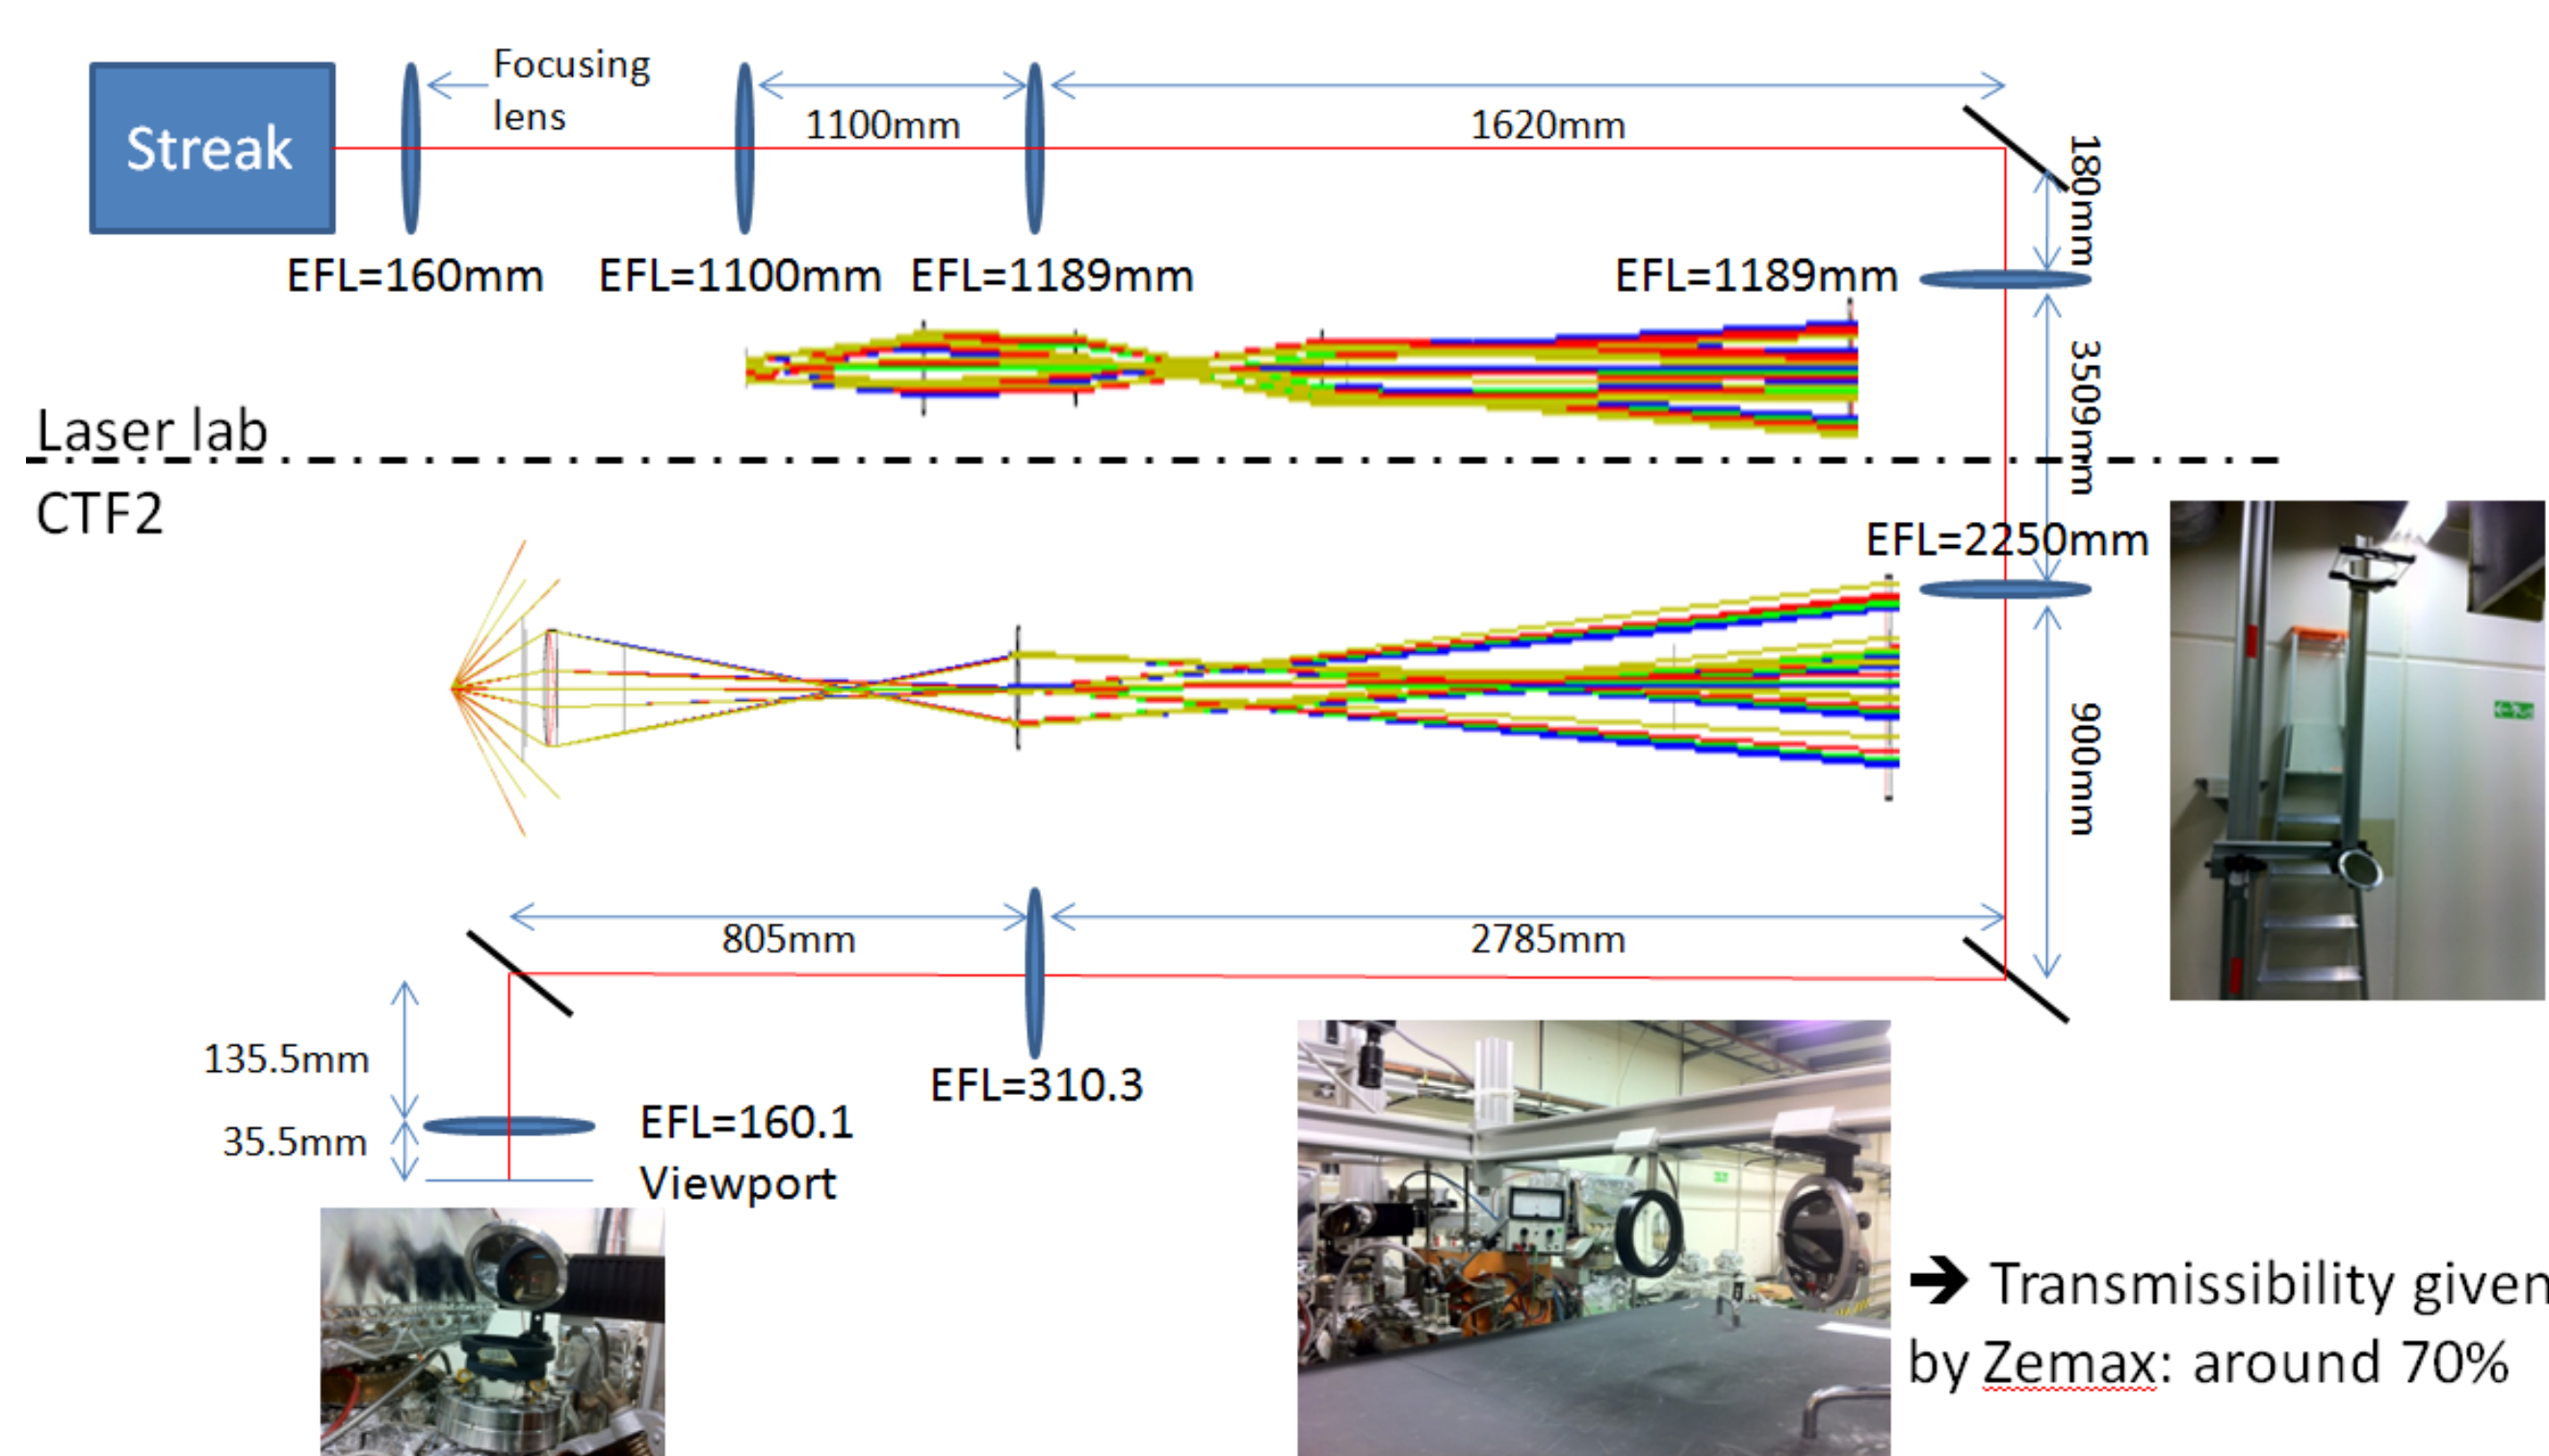 Focusing
lens
Streak
1100mm
1620mm
180mm
EFL=160mm
EFL=1100mm
EFL=1189mm
EFL=1189mm
3509mm
Laser lab
CTF2
EFL=2250mm
900mm
805mm
2785mm
135.5mm
EFL=310.3
35.5mm
EFL=160.1
Viewport
➔ Transmissibility given
by Zemax: around 70%